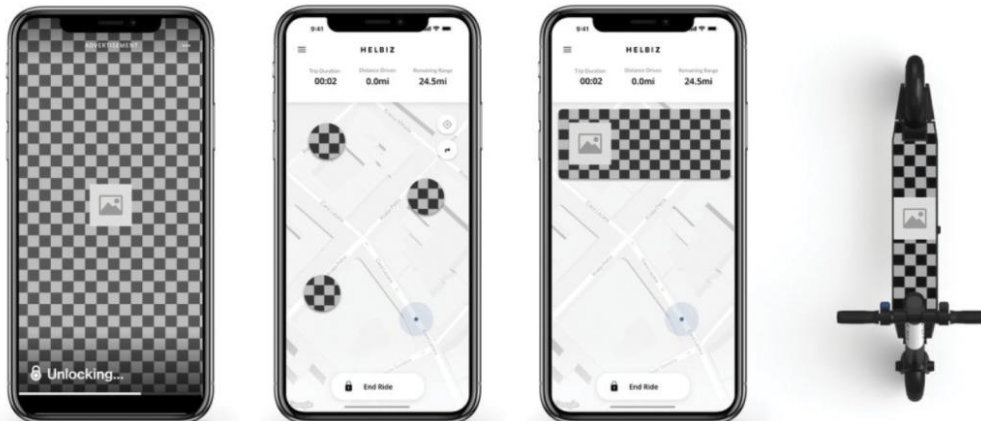 ADVERTISEMENT
Unlocking...
9:41
HELBIZ
Trip Duration Distance Driven Remaining Range
00:02 0.0mi 24.5mi
End Ride
9:41
HELBIZ
Trip Duration Distance Driven Remaining Range
00:02 0.0mi 24.5mi
End Ride